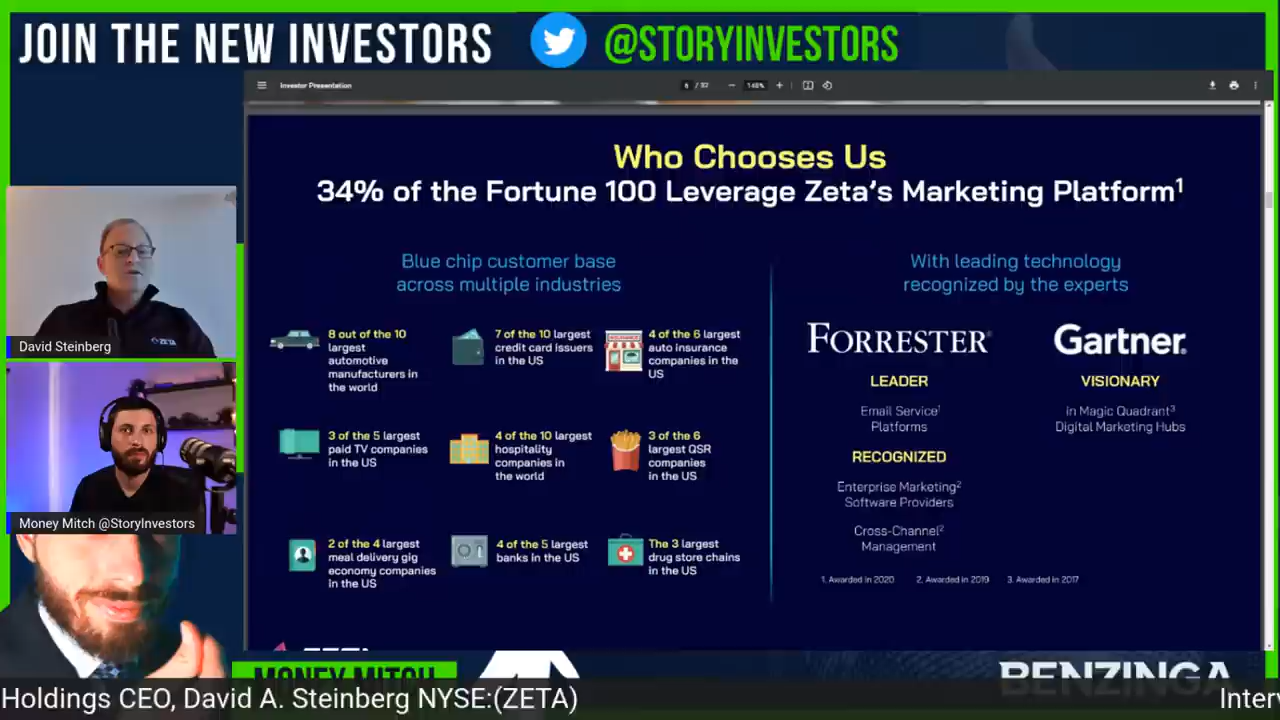 JOIN THE NEW INVESTORS @STORYINVESTORS
Investor Presentation 6 / 37 — 148% +
Who Chooses Us
34% of the Fortune 100 Leverage Zeta's Marketing Platform¹
Blue chip customer base
across multiple industries
8 out of the 10
largest
automotive
manufacturers in
the world
7 of the 10 largest
credit card issuers
in the US
4 of the 6 largest
auto insurance
companies in the
US
3 of the 5 largest
paid TV companies
in the US
4 of the 10 largest
hospitality
companies in
the world
3 of the 6
largest QSR
companies
in the US
2 of the 4 largest
meal delivery gig
economy companies
in the US
4 of the 5 largest
banks in the US
The 3 largest
drug store chains
in the US
With leading technology
recognized by the experts
FORRESTER®
LEADER
Email Service¹
Platforms
RECOGNIZED
Enterprise Marketing²
Software Providers
Cross-Channel²
Management
Gartner.
VISIONARY
in Magic Quadrant³
Digital Marketing Hubs
1. Awarded in 2020 2. Awarded in 2019 3. Awarded in 2017
ZETA
David Steinberg
Money Mitch @StoryInvestors
MONEY MITCH
BENZINGA
Holdings CEO, David A. Steinberg NYSE:(ZETA) Interv